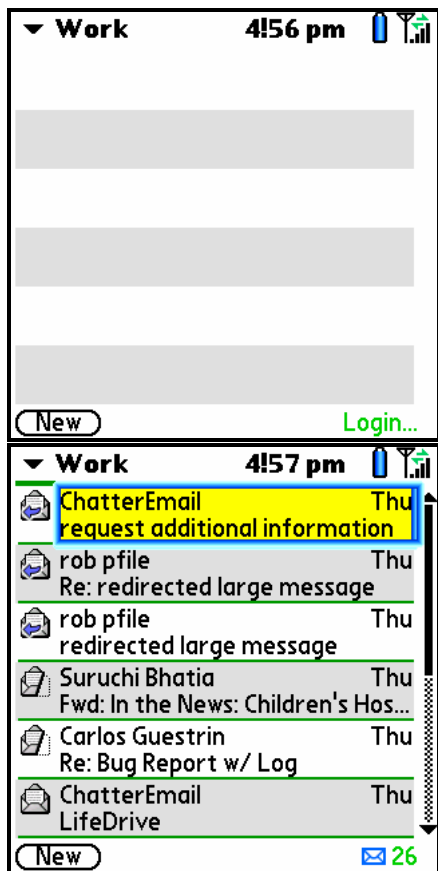 Work 4:56 pm
New Login...
Work 4:57 pm
ChatterEmail Thu
request additional information
rob pfile Thu
Re: redirected large message
rob pfile Thu
redirected large message
Suruchi Bhatia Thu
Fwd: In the News: Children's Hos...
Carlos Guestrin Thu
Re: Bug Report w/ Log
ChatterEmail Thu
LifeDrive
New 26